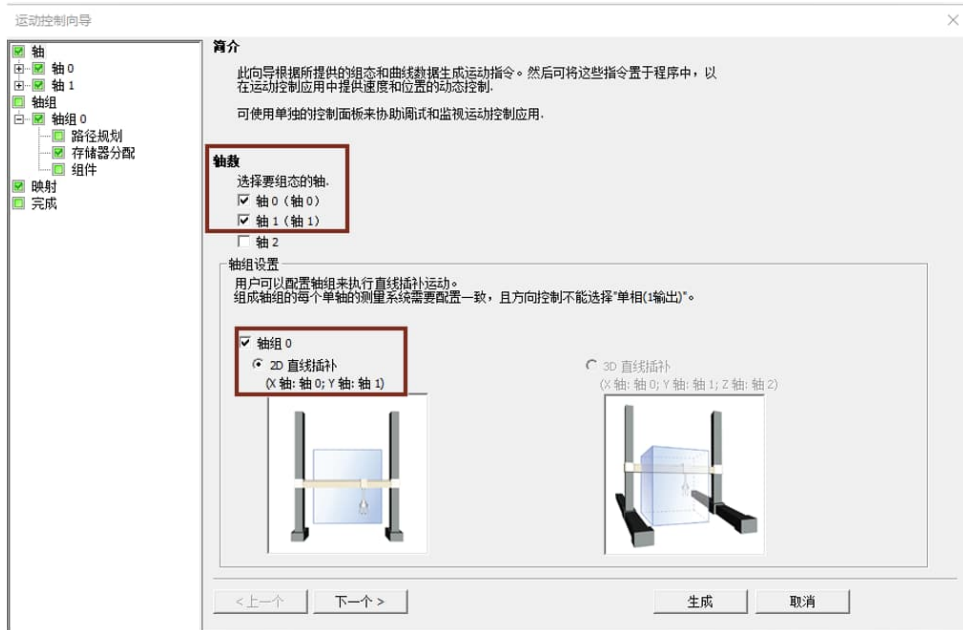 运动控制向导
轴
轴 0
轴 1
轴组
轴组 0
路径规划
存储器分配
组件
映射
完成
简介
此向导根据所提供的组态和曲线数据生成运动指令。然后可将这些指令置于程序中，以
在运动控制应用中提供速度和位置的动态控制.
可使用单独的控制面板来协助调试和监视运动控制应用.
轴数
选择要组态的轴.
轴 0（轴 0）
轴 1（轴 1）
轴 2
轴组设置
用户可以配置轴组来执行直线插补运动。
组成轴组的每个单轴的测量系统需要配置一致，且方向控制不能选择"单相(1输出)"。
轴组 0
2D 直线插补
(X 轴: 轴 0; Y 轴: 轴 1)
3D 直线插补
(X 轴: 轴 0; Y 轴: 轴 1; Z 轴: 轴 2)
<上一个
下一个 >
生成
取消